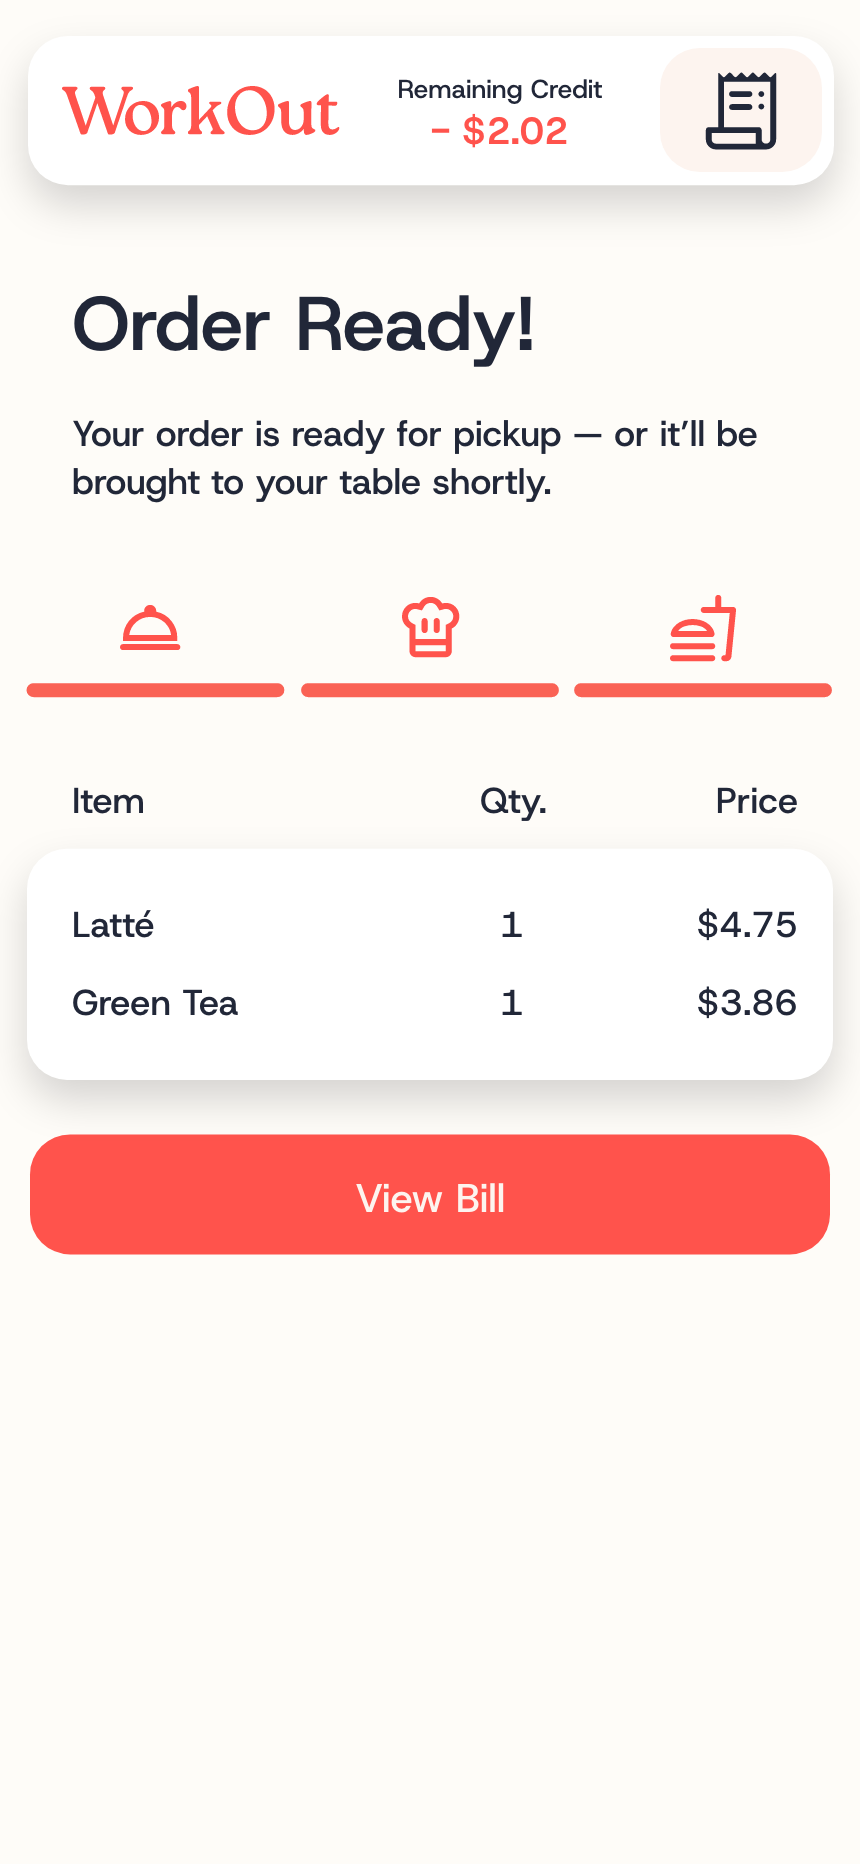 WorkOut
Remaining Credit
– $2.02
Order Ready!
Your order is ready for pickup — or it’ll be
brought to your table shortly.
Item Qty. Price
Latté 1 $4.75
Green Tea 1 $3.86
View Bill